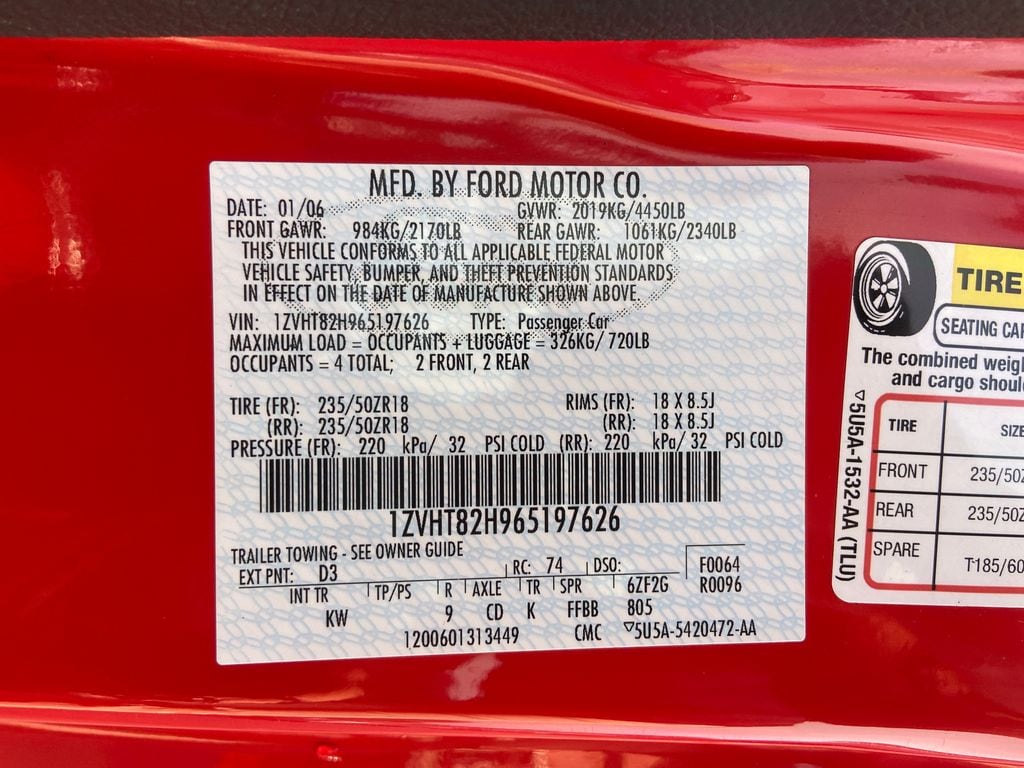 MFD. BY FORD MOTOR CO.
DATE: 01/06 GVWR: 2019KG/4450LB
FRONT GAWR: 984KG/2170LB REAR GAWR: 1061KG/2340LB
THIS VEHICLE CONFORMS TO ALL APPLICABLE FEDERAL MOTOR
VEHICLE SAFETY, BUMPER, AND THEFT PREVENTION STANDARDS
IN EFFECT ON THE DATE OF MANUFACTURE SHOWN ABOVE.
VIN: 1ZVHT82H965197626 TYPE: Passenger Car
MAXIMUM LOAD = OCCUPANTS + LUGGAGE = 326KG/720LB
OCCUPANTS = 4 TOTAL; 2 FRONT, 2 REAR
TIRE (FR): 235/50ZR18 RIMS (FR): 18 X 8.5J
(RR): 235/50ZR18 (RR): 18 X 8.5J
PRESSURE (FR): 220 kPa/ 32 PSI COLD (RR): 220 kPa/ 32 PSI COLD
1ZVHT82H965197626
TRAILER TOWING - SEE OWNER GUIDE
EXT PNT: D3 RC: 74 DSO: F0064
INT TR TP/PS R AXLE TR SPR 6ZF2G R0096
KW 9 CD K FFBB 805
1200601313449 CMC ▽5U5A-5420472-AA
TIRE
SEATING CAP
The combined weigh
and cargo shoul
TIRE SIZE
FRONT 235/50Z
REAR 235/50Z
SPARE T185/60
▽5U5A-1532-AA (TLU)